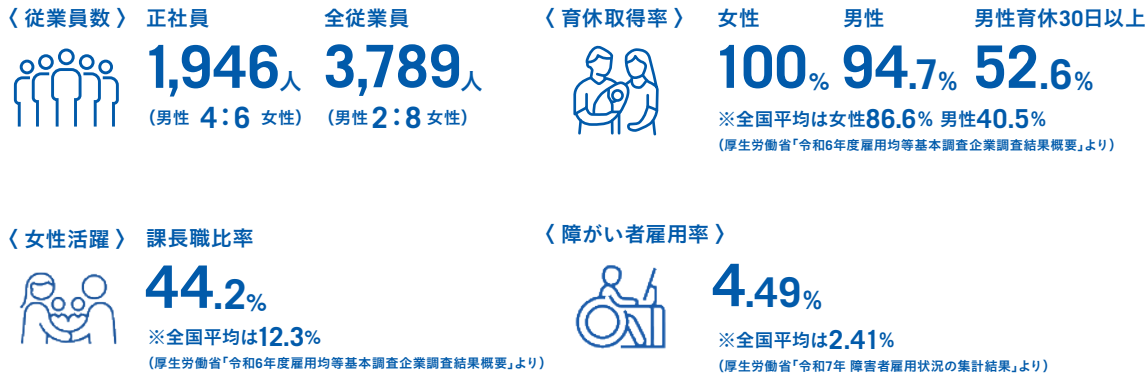 〈 従業員数 〉 正社員 全従業員
1,946人 3,789人
（男性 4：6 女性） （男性 2：8 女性）
〈 育休取得率 〉 女性 男性 男性育休30日以上
100% 94.7% 52.6%
※全国平均は女性86.6% 男性40.5%
（厚生労働省「令和6年度雇用均等基本調査企業調査結果概要」より）
〈 女性活躍 〉 課長職比率
44.2%
※全国平均は12.3%
（厚生労働省「令和6年度雇用均等基本調査企業調査結果概要」より）
〈 障がい者雇用率 〉
4.49%
※全国平均は2.41%
（厚生労働省「令和7年 障害者雇用状況の集計結果」より）